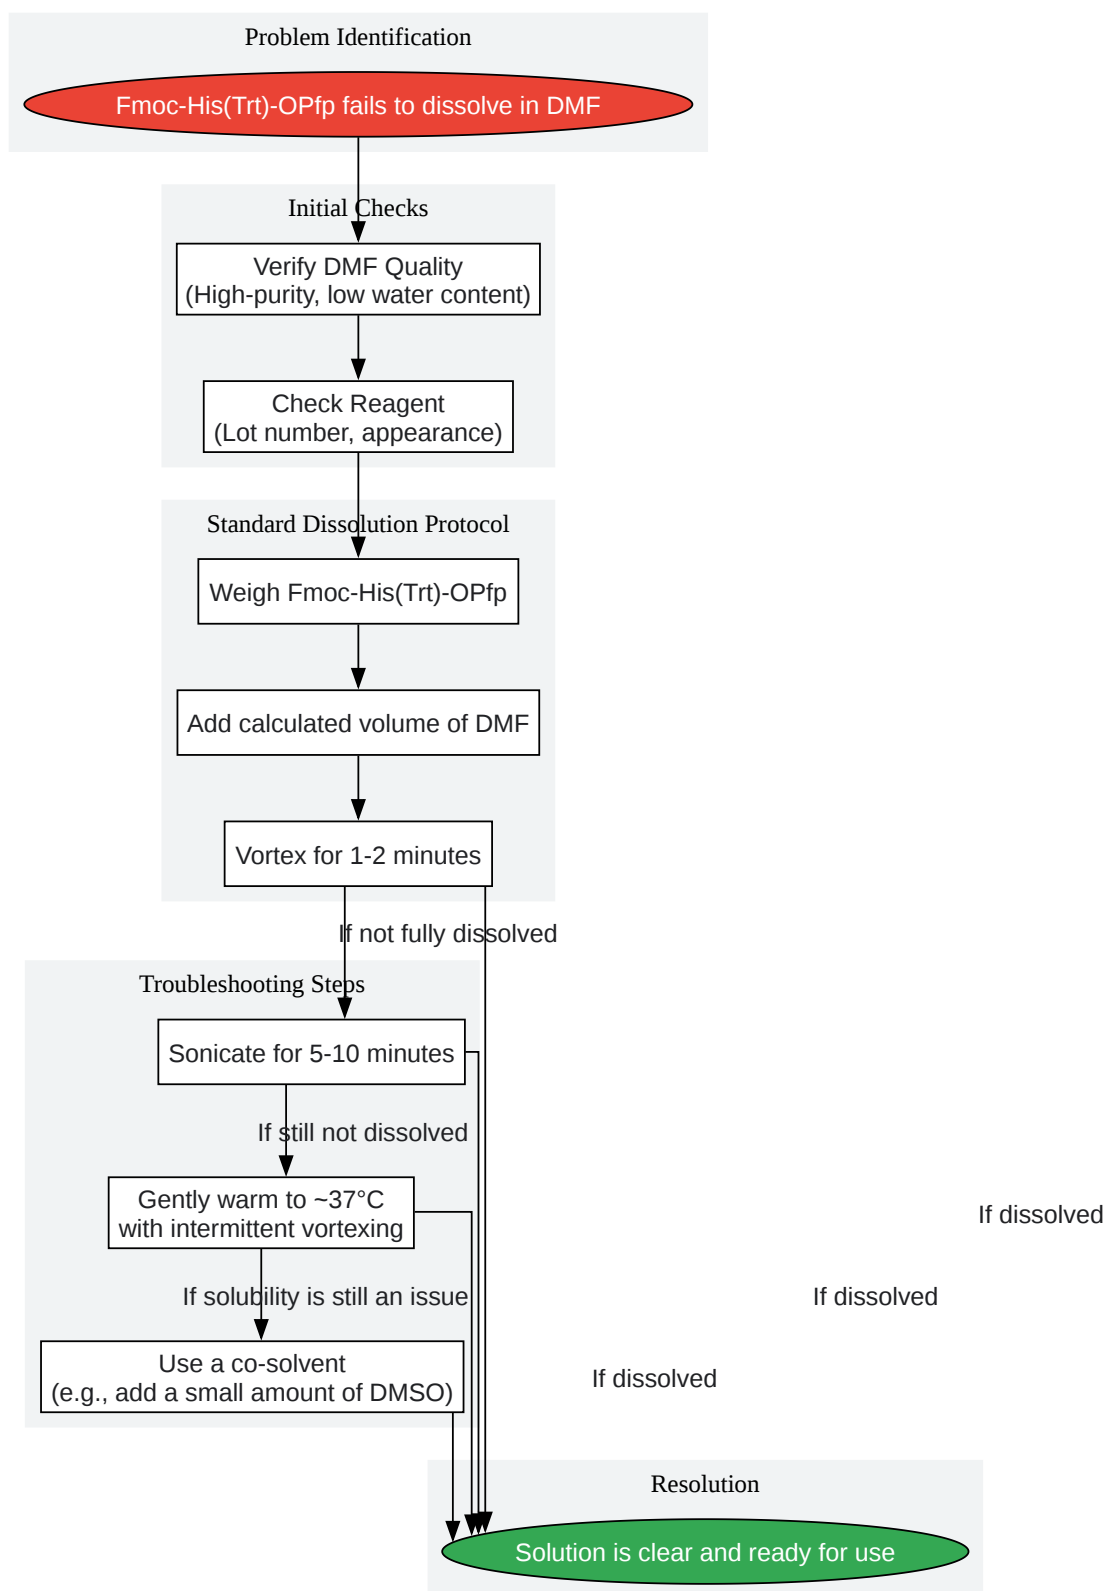 Problem Identification
Fmoc-His(Trt)-OPfp fails to dissolve in DMF
Initial Checks
Verify DMF Quality
(High-purity, low water content)
Check Reagent
(Lot number, appearance)
Standard Dissolution Protocol
Weigh Fmoc-His(Trt)-OPfp
Add calculated volume of DMF
Vortex for 1-2 minutes
If not fully dissolved
Troubleshooting Steps
Sonicate for 5-10 minutes
If still not dissolved
Gently warm to ~37°C
with intermittent vortexing
If dissolved
If solubility is still an issue
If dissolved
Use a co-solvent
(e.g., add a small amount of DMSO)
If dissolved
Resolution
Solution is clear and ready for use